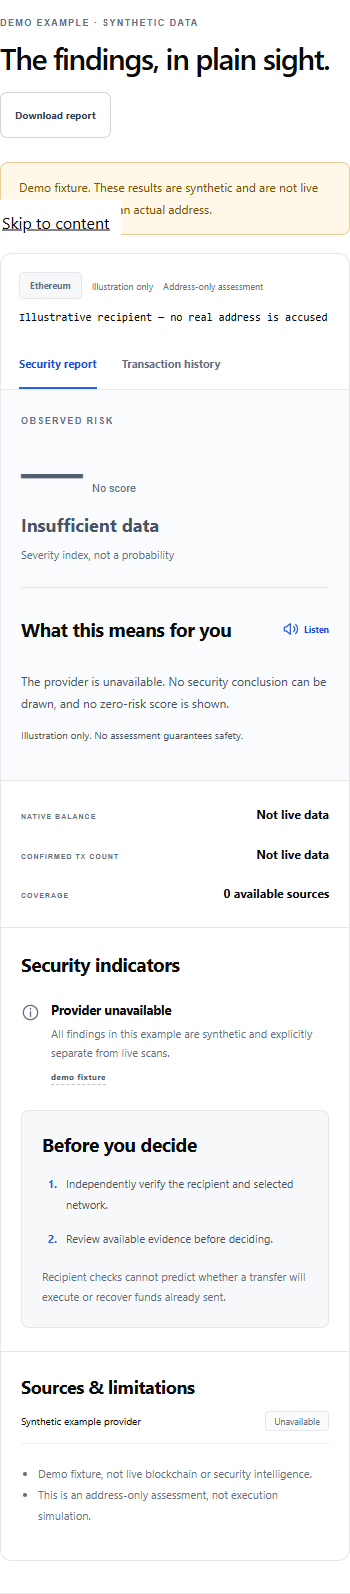 DEMO EXAMPLE · SYNTHETIC DATA
The findings, in plain sight.
Download report
Demo fixture. These results are synthetic and are not live
an actual address.
Skip to content
Ethereum Illustration only Address-only assessment
Illustrative recipient — no real address is accused
Security report Transaction history
OBSERVED RISK
No score
Insufficient data
Severity index, not a probability
What this means for you Listen
The provider is unavailable. No security conclusion can be
drawn, and no zero-risk score is shown.
Illustration only. No assessment guarantees safety.
NATIVE BALANCE Not live data
CONFIRMED TX COUNT Not live data
COVERAGE 0 available sources
Security indicators
Provider unavailable
All findings in this example are synthetic and explicitly
separate from live scans.
demo fixture
Before you decide
1. Independently verify the recipient and selected
network.
2. Review available evidence before deciding.
Recipient checks cannot predict whether a transfer will
execute or recover funds already sent.
Sources & limitations
Synthetic example provider Unavailable
• Demo fixture, not live blockchain or security intelligence.
• This is an address-only assessment, not execution
simulation.